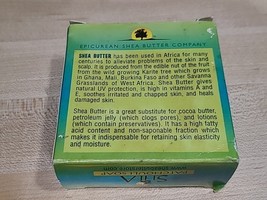 EPICUREAN SHEA BUTTER COMPANY
SHEA BUTTER has been used in Africa for many
centuries to alleviate problems of the skin and
scalp. It is produced from the edible nut of the fruit
from the wild growing Karite tree which grows
in Ghana, Mali, Burkina Faso and other Savanna
Grasslands of West Africa. Shea Butter gives
natural UV protection, is high in vitamins A and
E, soothes irritated and chapped skin, and heals
damaged skin.
Shea Butter is a great substitute for cocoa butter,
petroleum jelly (which clogs pores), and lotions
(which contain preservatives). It has a high fatty
acid content and non-saponable fraction which
makes it indispensable for retaining skin elasticity
and moisture.